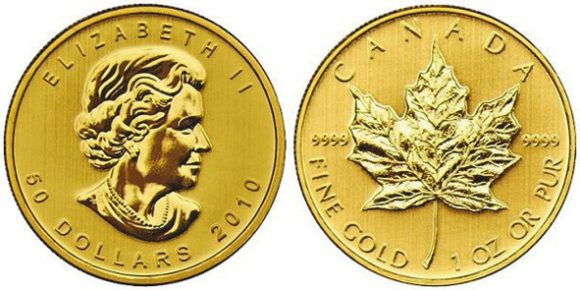 ELIZABETH II
50 DOLLARS 2010
CANADA
9999 9999
FINE GOLD 1 OZ OR PUR